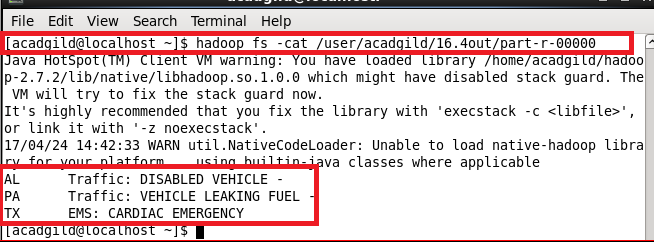 File Edit View Search Terminal Help
[acadgild@localhost ~]$ hadoop fs -cat /user/acadgild/16.4out/part-r-00000
Java HotSpot(TM) Client VM warning: You have loaded library /home/acadgild/hadoo
p-2.7.2/lib/native/libhadoop.so.1.0.0 which might have disabled stack guard. The
 VM will try to fix the stack guard now.
It's highly recommended that you fix the library with 'execstack -c <libfile>',
or link it with '-z noexecstack'.
17/04/24 14:42:33 WARN util.NativeCodeLoader: Unable to load native-hadoop libra
ry for your platform... using builtin-java classes where applicable
AL Traffic: DISABLED VEHICLE -
PA Traffic: VEHICLE LEAKING FUEL -
TX EMS: CARDIAC EMERGENCY
[acadgild@localhost ~]$